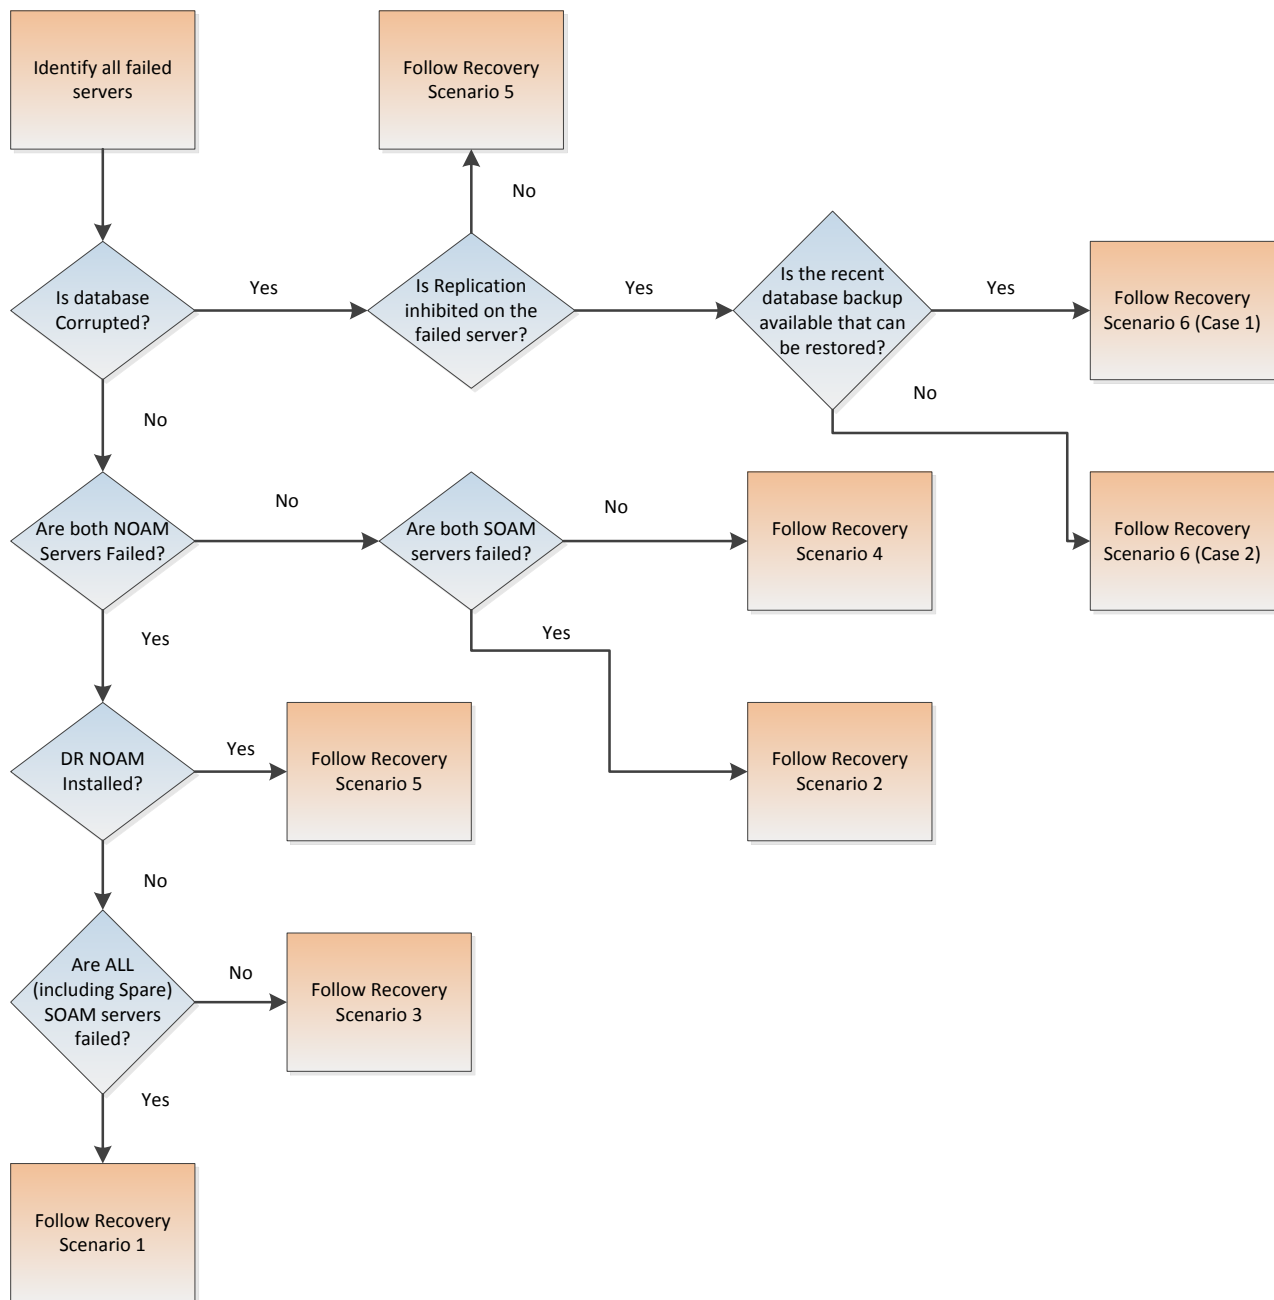 Identify all failed
servers
Follow Recovery
Scenario 5
No
Is database
Corrupted?
Yes
Is Replication
inhibited on the
failed server?
Yes
Is the recent
database backup
available that can
be restored?
Yes
Follow Recovery
Scenario 6 (Case 1)
No
No
Are both NOAM
Servers Failed?
No
Are both SOAM
servers failed?
No
Follow Recovery
Scenario 4
Follow Recovery
Scenario 6 (Case 2)
Yes
Yes
DR NOAM
Installed?
Yes
Follow Recovery
Scenario 5
Follow Recovery
Scenario 2
No
Are ALL
(including Spare)
SOAM servers
failed?
No
Follow Recovery
Scenario 3
Yes
Follow Recovery
Scenario 1